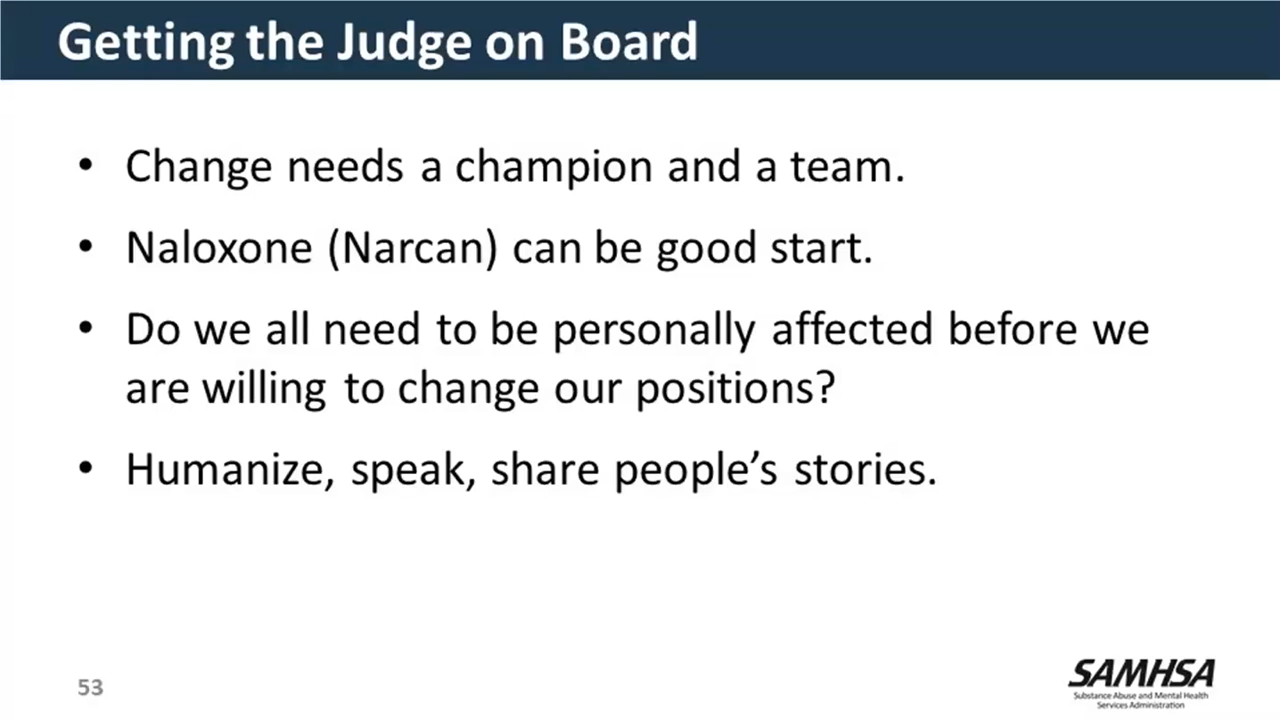 Getting the Judge on Board
• Change needs a champion and a team.
• Naloxone (Narcan) can be good start.
• Do we all need to be personally affected before we
are willing to change our positions?
• Humanize, speak, share people’s stories.
53
SAMHSA
Substance Abuse and Mental Health
Services Administration